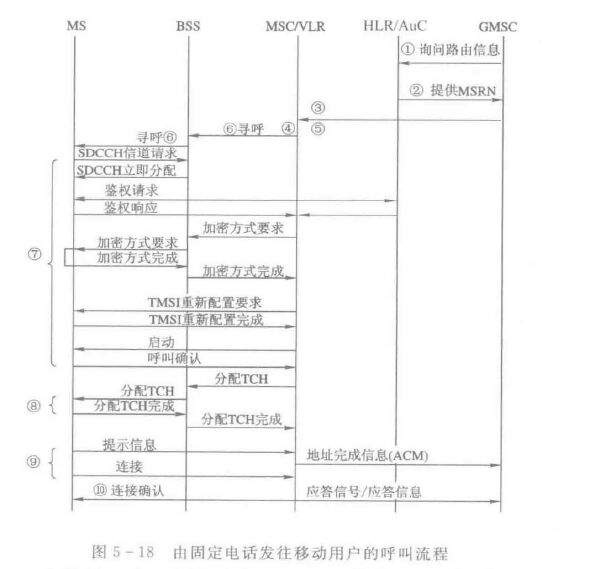 MS BSS MSC/VLR HLR/AuC GMSC
① 询问路由信息
② 提供MSRN
③
⑥寻呼 ④ ⑤
寻呼⑥
SDCCH信道请求
SDCCH立即分配
鉴权请求
鉴权响应
加密方式要求
加密方式要求
⑦
加密方式完成
加密方式完成
TMSI重新配置要求
TMSI重新配置完成
启动
呼叫确认
分配TCH
分配TCH
⑧ 分配TCH完成
分配TCH完成
提示信息
地址完成信息(ACM)
⑨ 连接
⑩ 连接确认 应答信号/应答信息
图 5-18 由固定电话发往移动用户的呼叫流程